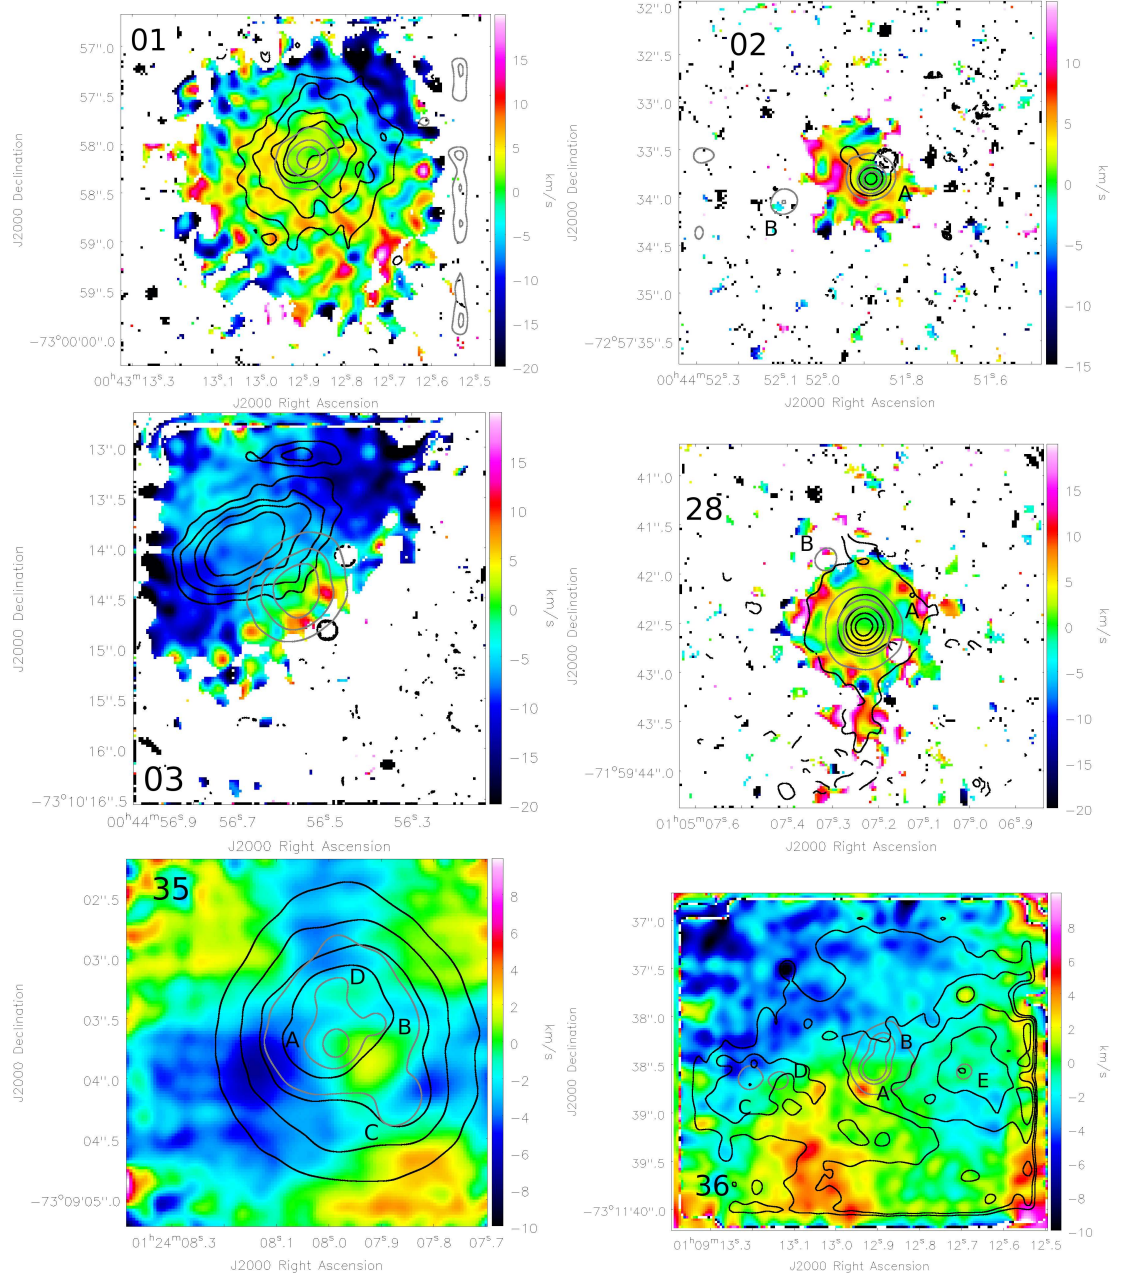 01
57".0
57".5
58".0
58".5
59".0
59".5
−73°00'00".0
00ʰ43ᵐ13ˢ.3
13ˢ.1
13ˢ.0
12ˢ.9
12ˢ.8
12ˢ.7
12ˢ.5
J2000 Right Ascension
J2000 Declination
15
10
5
0
−5
−10
−15
−20
km/s
02
32".0
32".5
33".0
33".5
34".0
34".5
35".0
−72°57'35".5
00ʰ44ᵐ52ˢ.3
52ˢ.1
52ˢ.0
51ˢ.8
51ˢ.6
J2000 Right Ascension
J2000 Declination
A
B
10
5
0
−5
−10
−15
km/s
03
13".0
13".5
14".0
14".5
15".0
15".5
16".0
−73°10'16".5
00ʰ44ᵐ56ˢ.9
56ˢ.7
56ˢ.5
56ˢ.3
J2000 Right Ascension
J2000 Declination
15
10
5
0
−5
−10
−15
−20
km/s
28
41".0
41".5
42".0
42".5
43".0
43".5
−71°59'44".0
01ʰ05ᵐ07ˢ.6
07ˢ.4
07ˢ.3
07ˢ.2
07ˢ.1
07ˢ.0
06ˢ.9
J2000 Right Ascension
J2000 Declination
B
A
15
10
5
0
−5
−10
−15
−20
km/s
35
02".5
03".0
03".5
04".0
04".5
−73°09'05".0
01ʰ24ᵐ08ˢ.3
08ˢ.1
08ˢ.0
07ˢ.9
07ˢ.8
07ˢ.7
J2000 Right Ascension
J2000 Declination
D
B
A
C
8
6
4
2
0
−2
−4
−6
−8
−10
km/s
36
37".0
37".5
38".0
38".5
39".0
39".5
−73°11'40".0
01ʰ09ᵐ13ˢ.3
13ˢ.1
13ˢ.0
12ˢ.9
12ˢ.8
12ˢ.6
12ˢ.5
J2000 Right Ascension
J2000 Declination
B
D
A
C
E
8
6
4
2
0
−2
−4
−6
−8
−10
km/s